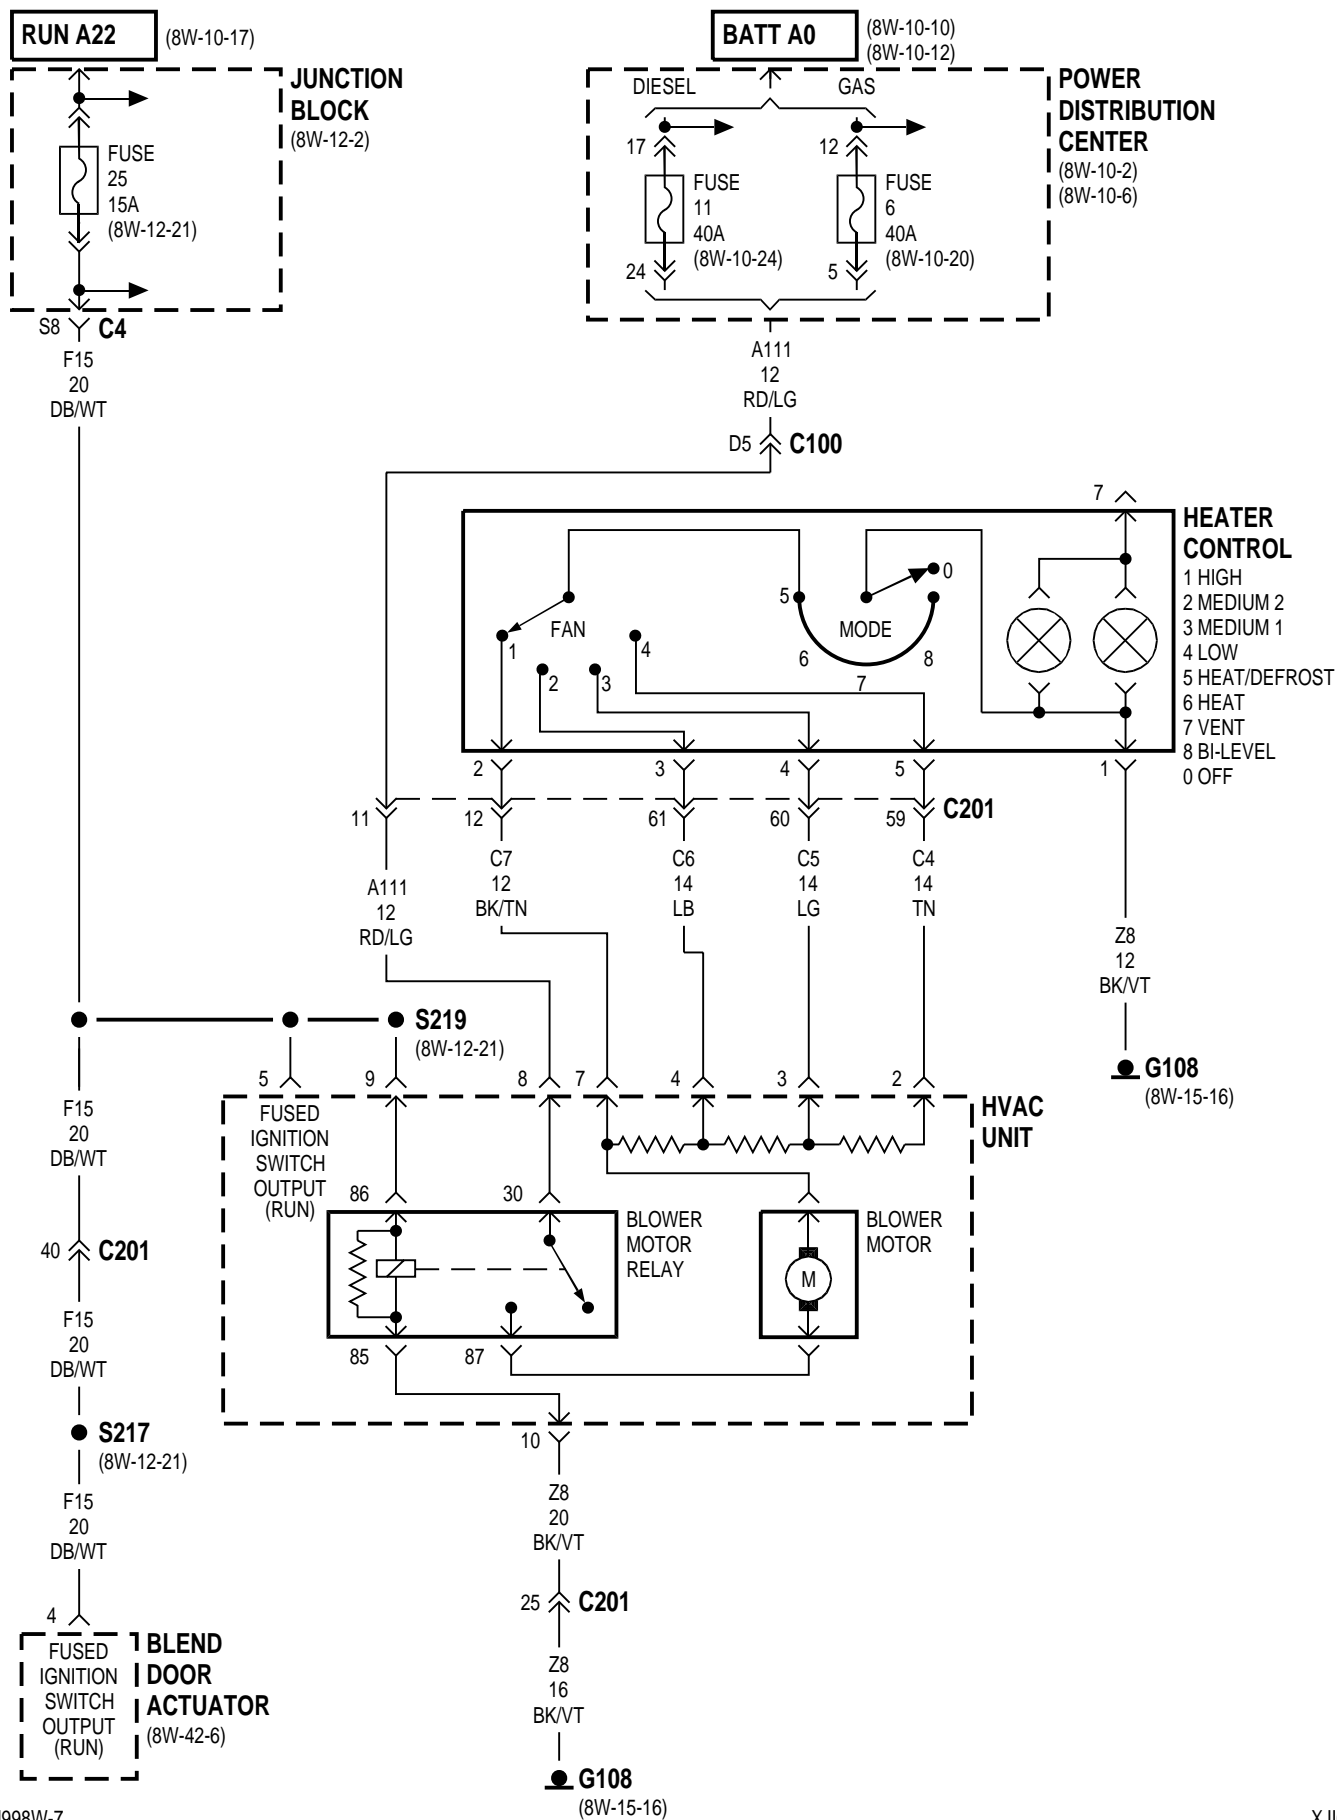 RUN A22
(8W-10-17)
BATT A0
(8W-10-10)
(8W-10-12)
JUNCTION
BLOCK
(8W-12-2)
FUSE
25
15A
(8W-12-21)
DIESEL
GAS
POWER
DISTRIBUTION
CENTER
(8W-10-2)
(8W-10-6)
17
FUSE
11
40A
(8W-10-24)
24
12
FUSE
6
40A
(8W-10-20)
5
S8
C4
F15
20
DB/WT
A111
12
RD/LG
D5
C100
7
HEATER
CONTROL
1 HIGH
2 MEDIUM 2
3 MEDIUM 1
4 LOW
5 HEAT/DEFROST
6 HEAT
7 VENT
8 BI-LEVEL
0 OFF
FAN
1
2
3
4
MODE
5
6
7
8
0
2
3
4
5
1
11
12
61
60
59
C201
A111
12
RD/LG
C7
12
BK/TN
C6
14
LB
C5
14
LG
C4
14
TN
Z8
12
BK/VT
G108
(8W-15-16)
S219
(8W-12-21)
5
9
8
7
4
3
2
HVAC
UNIT
FUSED
IGNITION
SWITCH
OUTPUT
(RUN)
86
30
BLOWER
MOTOR
RELAY
BLOWER
MOTOR
M
85
87
10
F15
20
DB/WT
40
C201
F15
20
DB/WT
S217
(8W-12-21)
F15
20
DB/WT
4
FUSED
IGNITION
SWITCH
OUTPUT
(RUN)
BLEND
DOOR
ACTUATOR
(8W-42-6)
Z8
20
BK/VT
25
C201
Z8
16
BK/VT
G108
(8W-15-16)